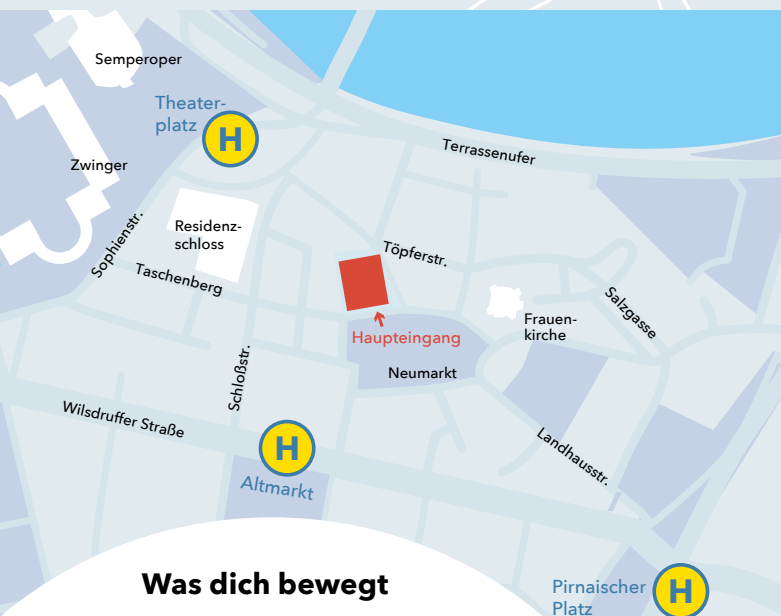 Semperoper
Theater-
platz
H
Terrassenufer
Zwinger
Residenz-
schloss
Sophienstr.
Töpferstr.
Taschenberg
Salzgasse
Frauen-
kirche
Haupteingang
Neumarkt
Schloßstr.
Wilsdruffer Straße
H
Altmarkt
Landhausstr.
Was dich bewegt
Pirnaischer
Platz
H